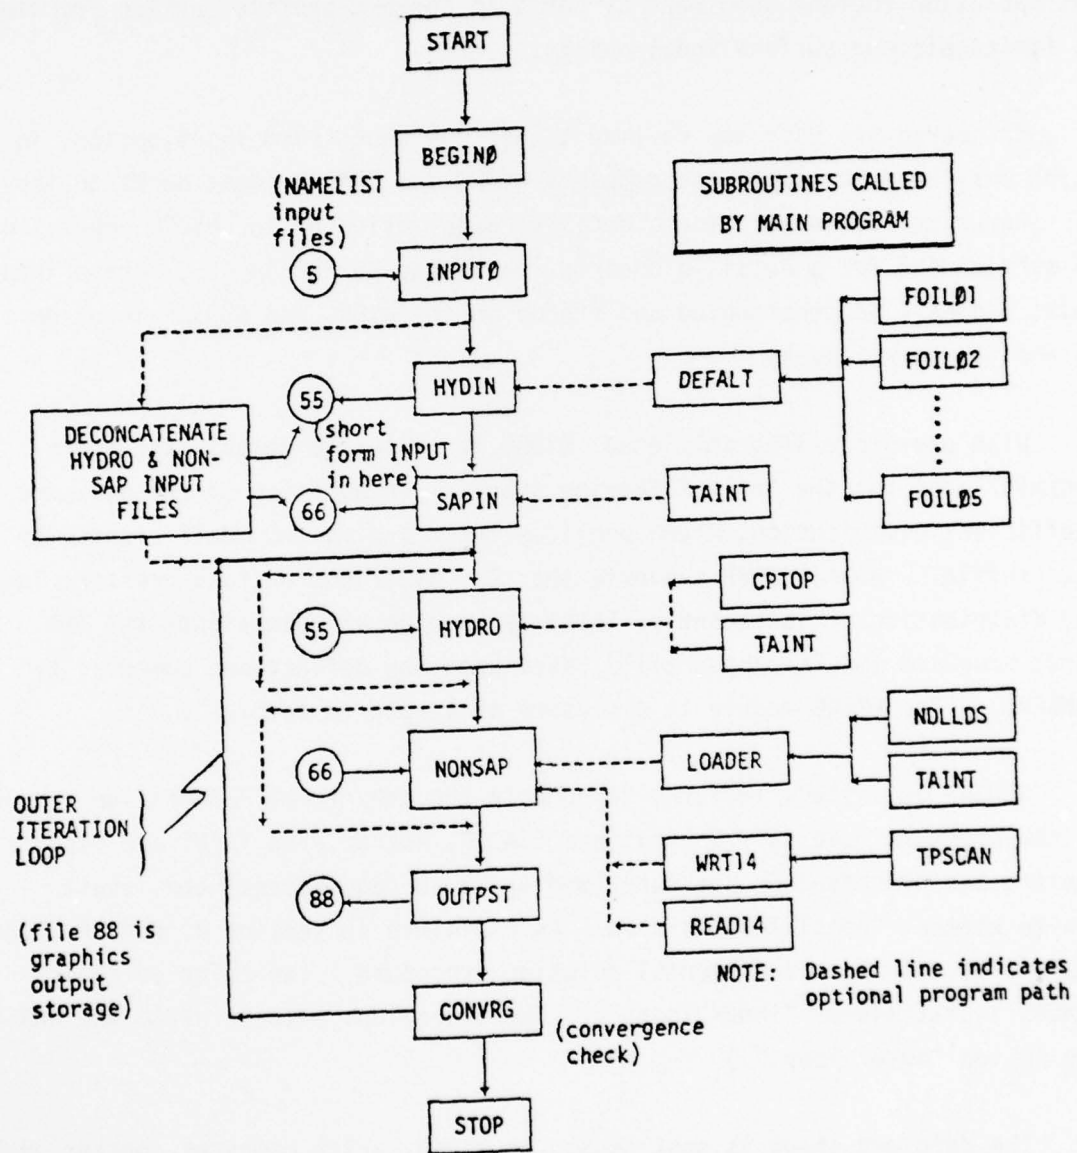 START
BEGINØ
(NAMELIST
input
files)
SUBROUTINES CALLED
BY MAIN PROGRAM
5
INPUTØ
FOILØ1
HYDIN
DEFALT
FOILØ2
55
DECONCATENATE
HYDRO & NON-
SAP INPUT
FILES
(short
form INPUT
in here)
66
SAPIN
TAINT
FOILØ5
CPTOP
55
HYDRO
TAINT
NDLLDS
66
NONSAP
LOADER
TAINT
OUTER
ITERATION
LOOP
WRT14
TPSCAN
88
OUTPST
READ14
(file 88 is
graphics
output
storage)
NOTE: Dashed line indicates
optional program path
CONVRG
(convergence
check)
STOP